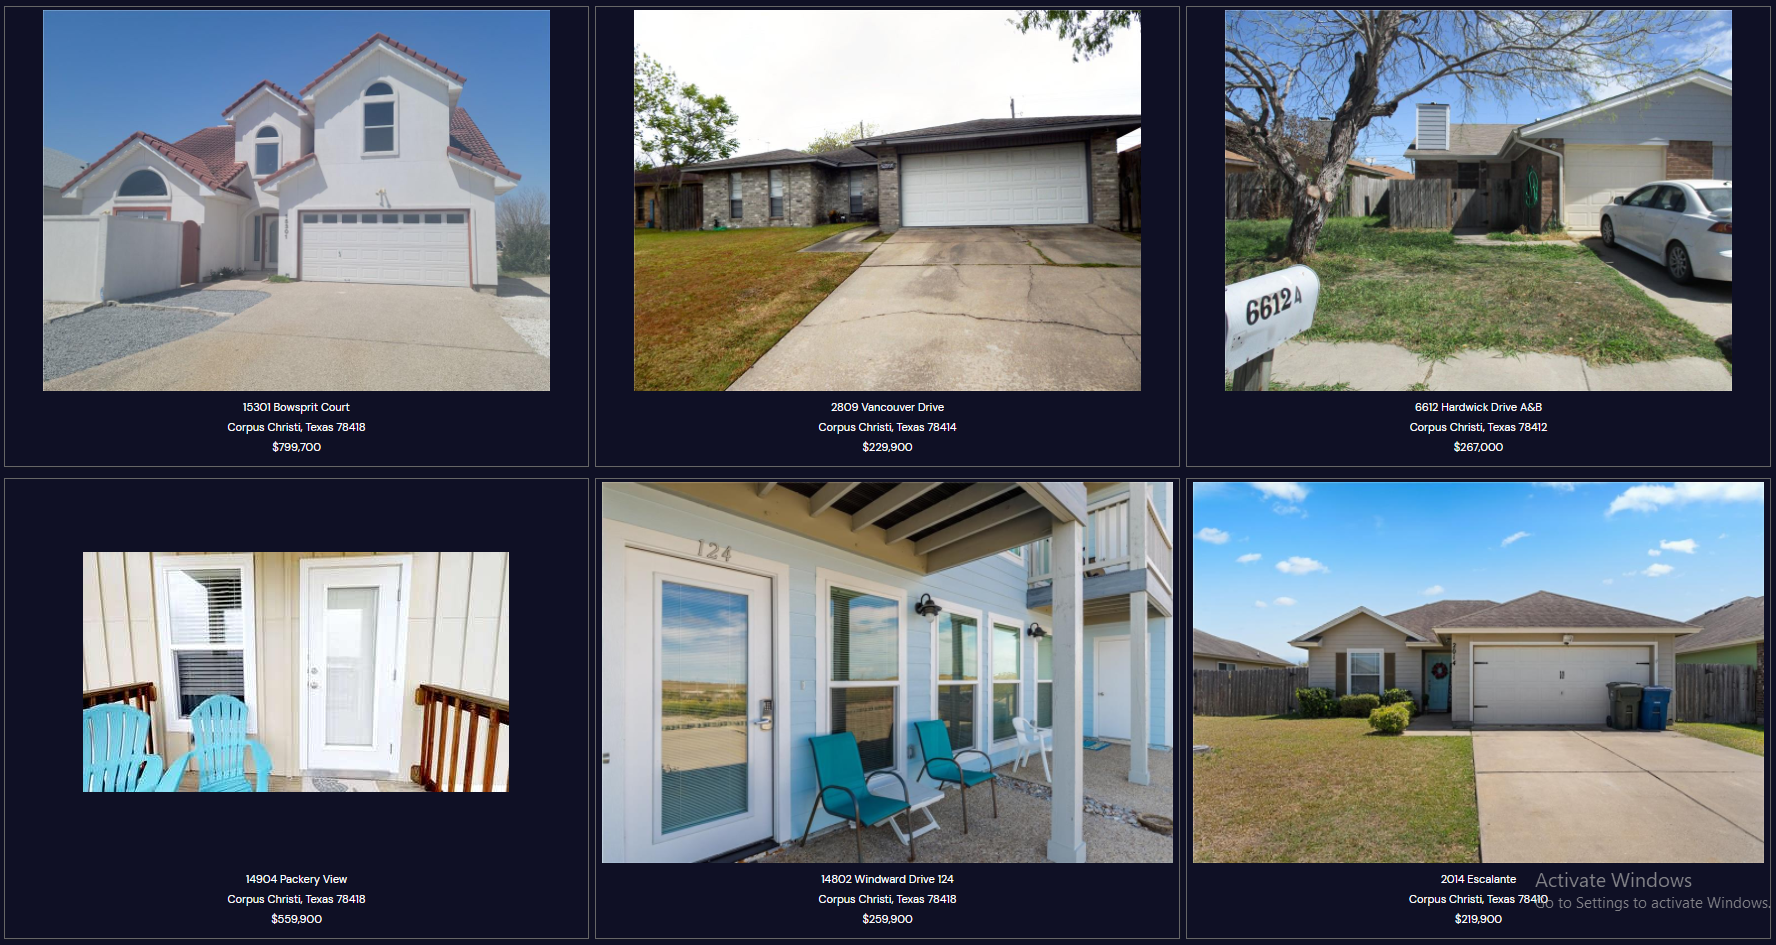 6612 A
15301 Bowsprit Court
Corpus Christi, Texas 78418
$799,700
2809 Vancouver Drive
Corpus Christi, Texas 78414
$229,900
6612 Hardwick Drive A&B
Corpus Christi, Texas 78412
$267,000
124
14904 Packery View
Corpus Christi, Texas 78418
$559,900
14802 Windward Drive 124
Corpus Christi, Texas 78418
$259,900
2014 Escalante
Corpus Christi, Texas 78410
$219,900
Activate Windows
Go to Settings to activate Windows.